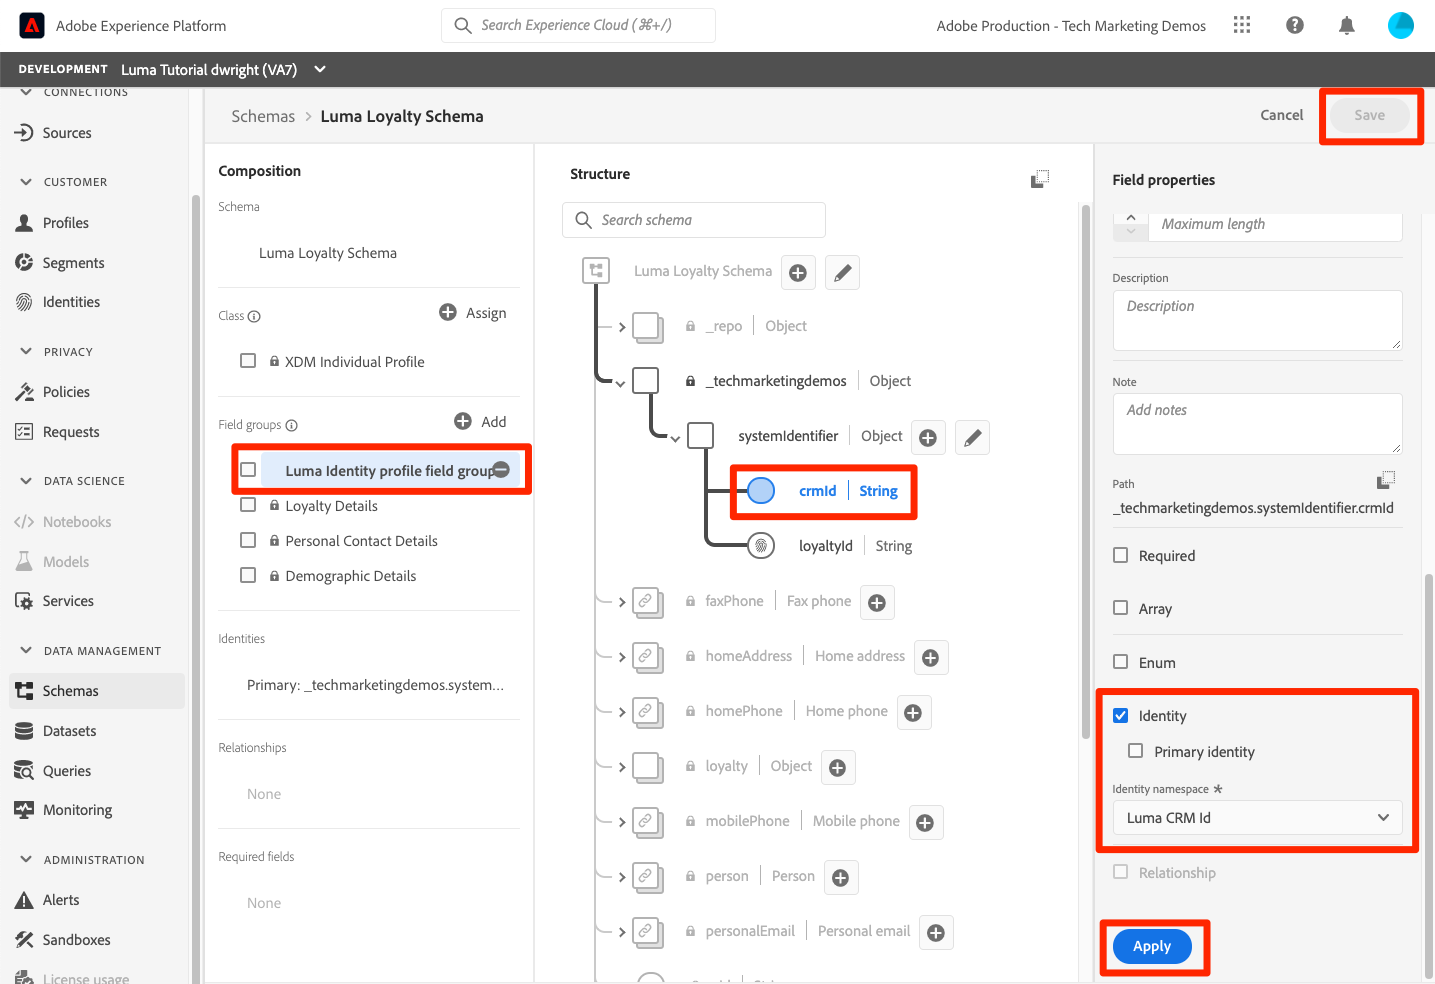 Adobe Experience Platform
Search Experience Cloud (⌘+/)
Adobe Production - Tech Marketing Demos
DEVELOPMENT Luma Tutorial dwright (VA7)
CONNECTIONS
Sources
CUSTOMER
Profiles
Segments
Identities
PRIVACY
Policies
Requests
DATA SCIENCE
Notebooks
Models
Services
DATA MANAGEMENT
Schemas
Datasets
Queries
Monitoring
ADMINISTRATION
Alerts
Sandboxes
License usage
Schemas > Luma Loyalty Schema
Cancel
Save
Composition
Schema
Luma Loyalty Schema
Class
Assign
XDM Individual Profile
Field groups
Add
Luma Identity profile field group
Loyalty Details
Personal Contact Details
Demographic Details
Identities
Primary: _techmarketingdemos.system...
Relationships
None
Required fields
None
Structure
Search schema
Luma Loyalty Schema
_repo Object
_techmarketingdemos Object
systemIdentifier Object
crmId String
loyaltyId String
faxPhone Fax phone
homeAddress Home address
homePhone Home phone
loyalty Object
mobilePhone Mobile phone
person Person
personalEmail Personal email
Field properties
Maximum length
Description
Description
Note
Add notes
Path
_techmarketingdemos.systemIdentifier.crmId
Required
Array
Enum
Identity
Primary identity
Identity namespace *
Luma CRM Id
Relationship
Apply